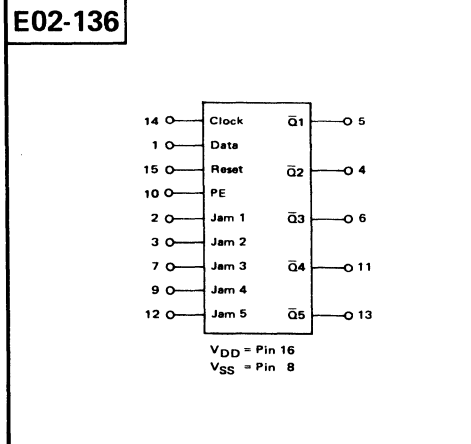 E02-136
14 Clock Q̅1 5
1 Data
15 Reset Q̅2 4
10 PE
2 Jam 1 Q̅3 6
3 Jam 2
7 Jam 3 Q̅4 11
9 Jam 4
12 Jam 5 Q̅5 13
VDD = Pin 16
VSS = Pin 8